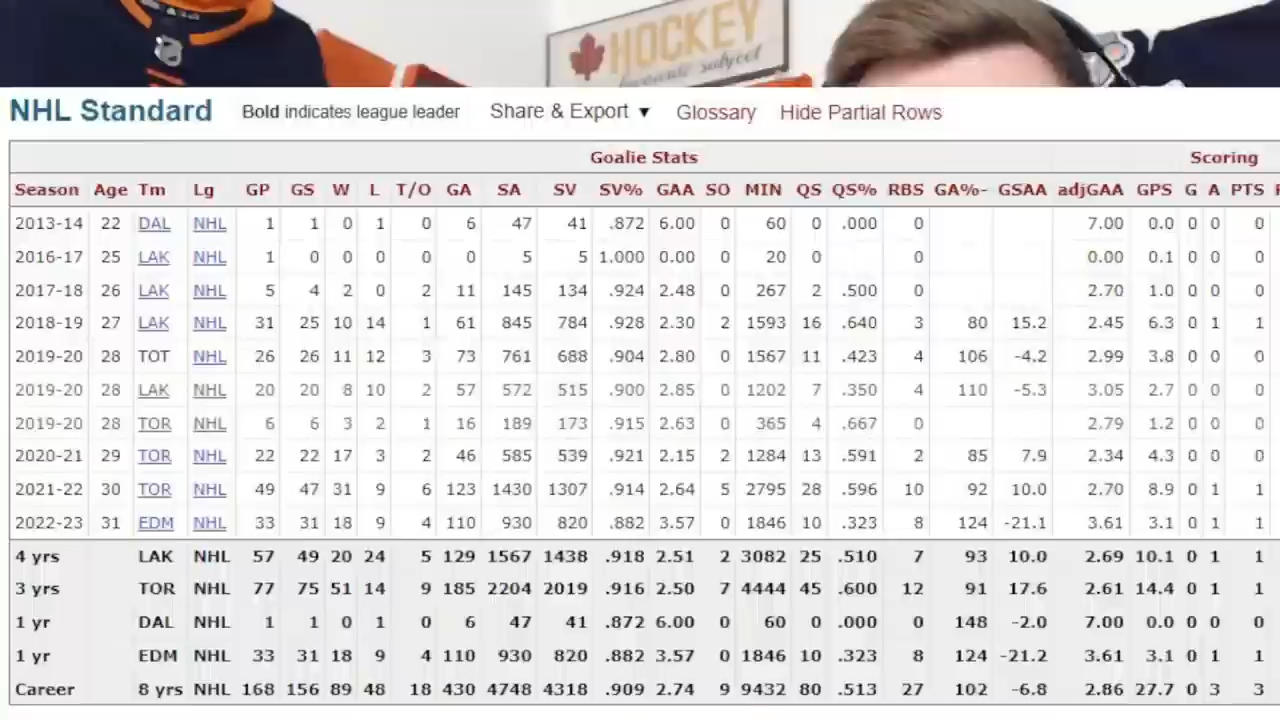 HOCKEY
favourite subject
NHL Standard Bold indicates league leader Share & Export ▼ Glossary Hide Partial Rows
Goalie Stats Scoring
Season Age Tm Lg GP GS W L T/O GA SA SV SV% GAA SO MIN QS QS% RBS GA%- GSAA adjGAA GPS G A PTS
2013-14 22 DAL NHL 1 1 0 1 0 6 47 41 .872 6.00 0 60 0 .000 0 7.00 0.0 0 0 0
2016-17 25 LAK NHL 1 0 0 0 0 0 5 5 1.000 0.00 0 20 0 0 0.00 0.1 0 0 0
2017-18 26 LAK NHL 5 4 2 0 2 11 145 134 .924 2.48 0 267 2 .500 0 2.70 1.0 0 0 0
2018-19 27 LAK NHL 31 25 10 14 1 61 845 784 .928 2.30 2 1593 16 .640 3 80 15.2 2.45 6.3 0 1 1
2019-20 28 TOT NHL 26 26 11 12 3 73 761 688 .904 2.80 0 1567 11 .423 4 106 -4.2 2.99 3.8 0 0 0
2019-20 28 LAK NHL 20 20 8 10 2 57 572 515 .900 2.85 0 1202 7 .350 4 110 -5.3 3.05 2.7 0 0 0
2019-20 28 TOR NHL 6 6 3 2 1 16 189 173 .915 2.63 0 365 4 .667 0 2.79 1.2 0 0 0
2020-21 29 TOR NHL 22 22 17 3 2 46 585 539 .921 2.15 2 1284 13 .591 2 85 7.9 2.34 4.3 0 0 0
2021-22 30 TOR NHL 49 47 31 9 6 123 1430 1307 .914 2.64 5 2795 28 .596 10 92 10.0 2.70 8.9 0 1 1
2022-23 31 EDM NHL 33 31 18 9 4 110 930 820 .882 3.57 0 1846 10 .323 8 124 -21.1 3.61 3.1 0 1 1
4 yrs LAK NHL 57 49 20 24 5 129 1567 1438 .918 2.51 2 3082 25 .510 7 93 10.0 2.69 10.1 0 1 1
3 yrs TOR NHL 77 75 51 14 9 185 2204 2019 .916 2.50 7 4444 45 .600 12 91 17.6 2.61 14.4 0 1 1
1 yr DAL NHL 1 1 0 1 0 6 47 41 .872 6.00 0 60 0 .000 0 148 -2.0 7.00 0.0 0 0 0
1 yr EDM NHL 33 31 18 9 4 110 930 820 .882 3.57 0 1846 10 .323 8 124 -21.2 3.61 3.1 0 1 1
Career 8 yrs NHL 168 156 89 48 18 430 4748 4318 .909 2.74 9 9432 80 .513 27 102 -6.8 2.86 27.7 0 3 3